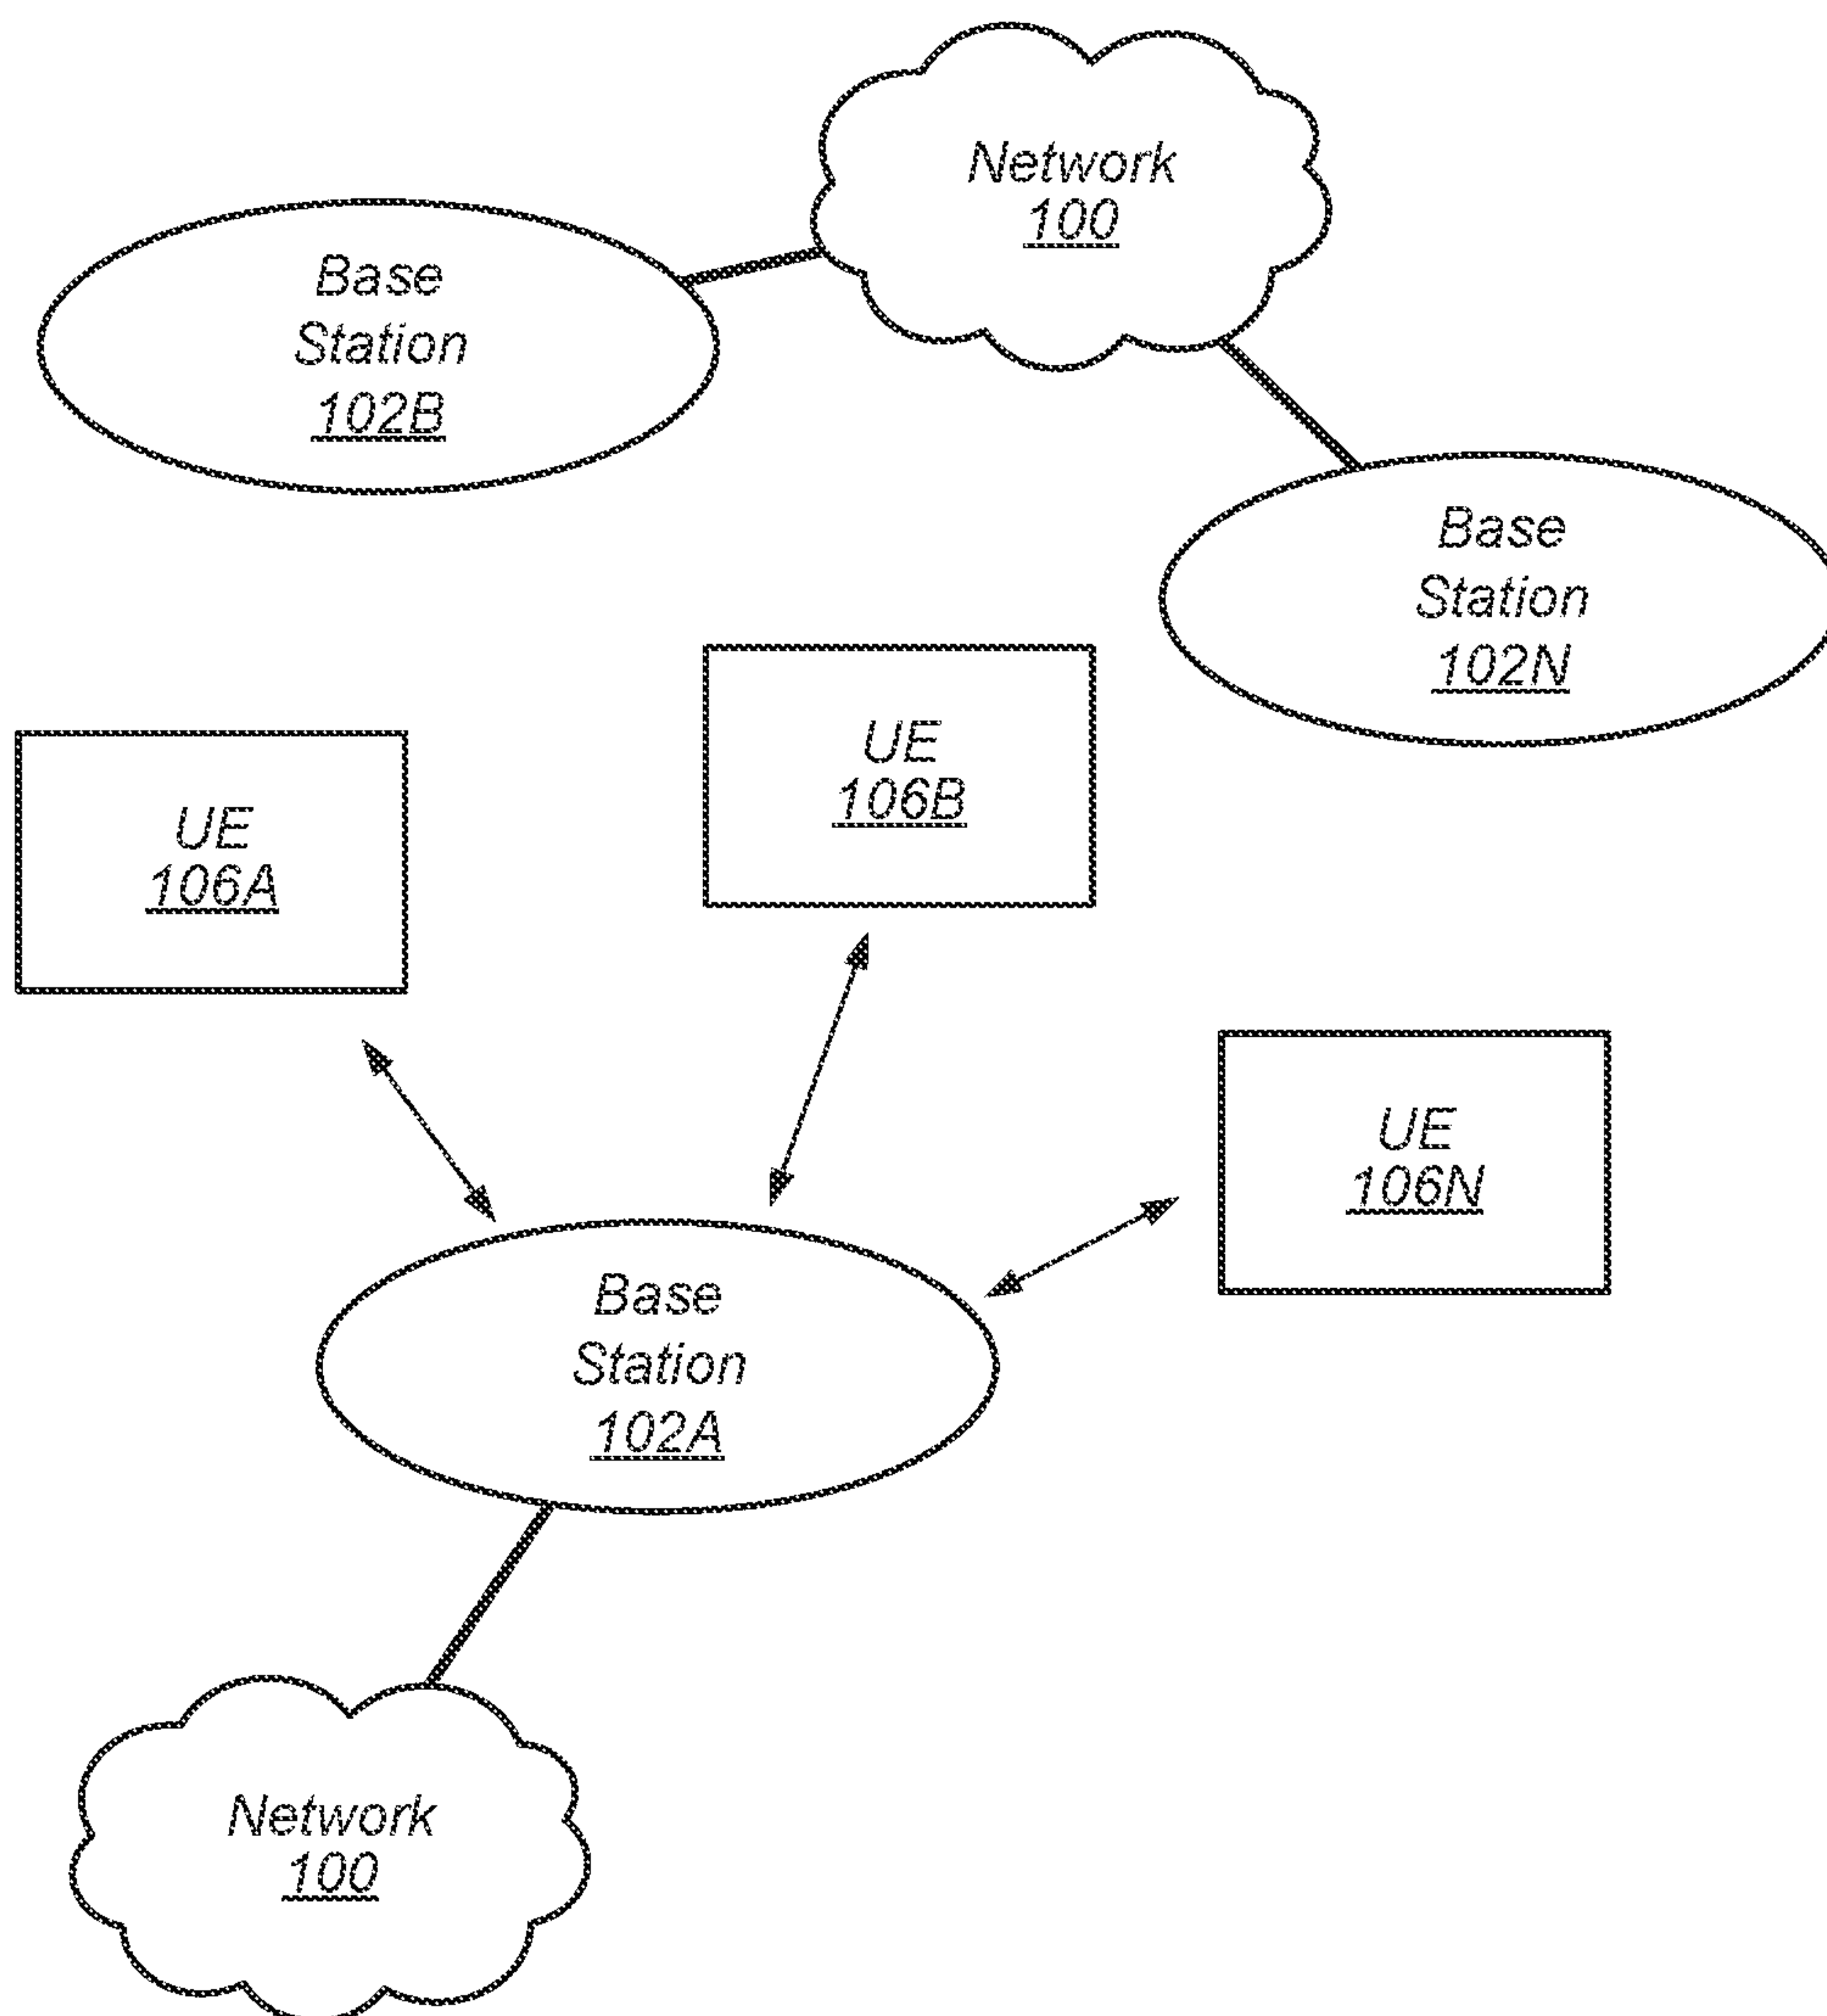 Network
100
Base
Station
102B
Base
Station
102N
UE
106B
UE
106A
UE
106N
Base
Station
102A
Network
100